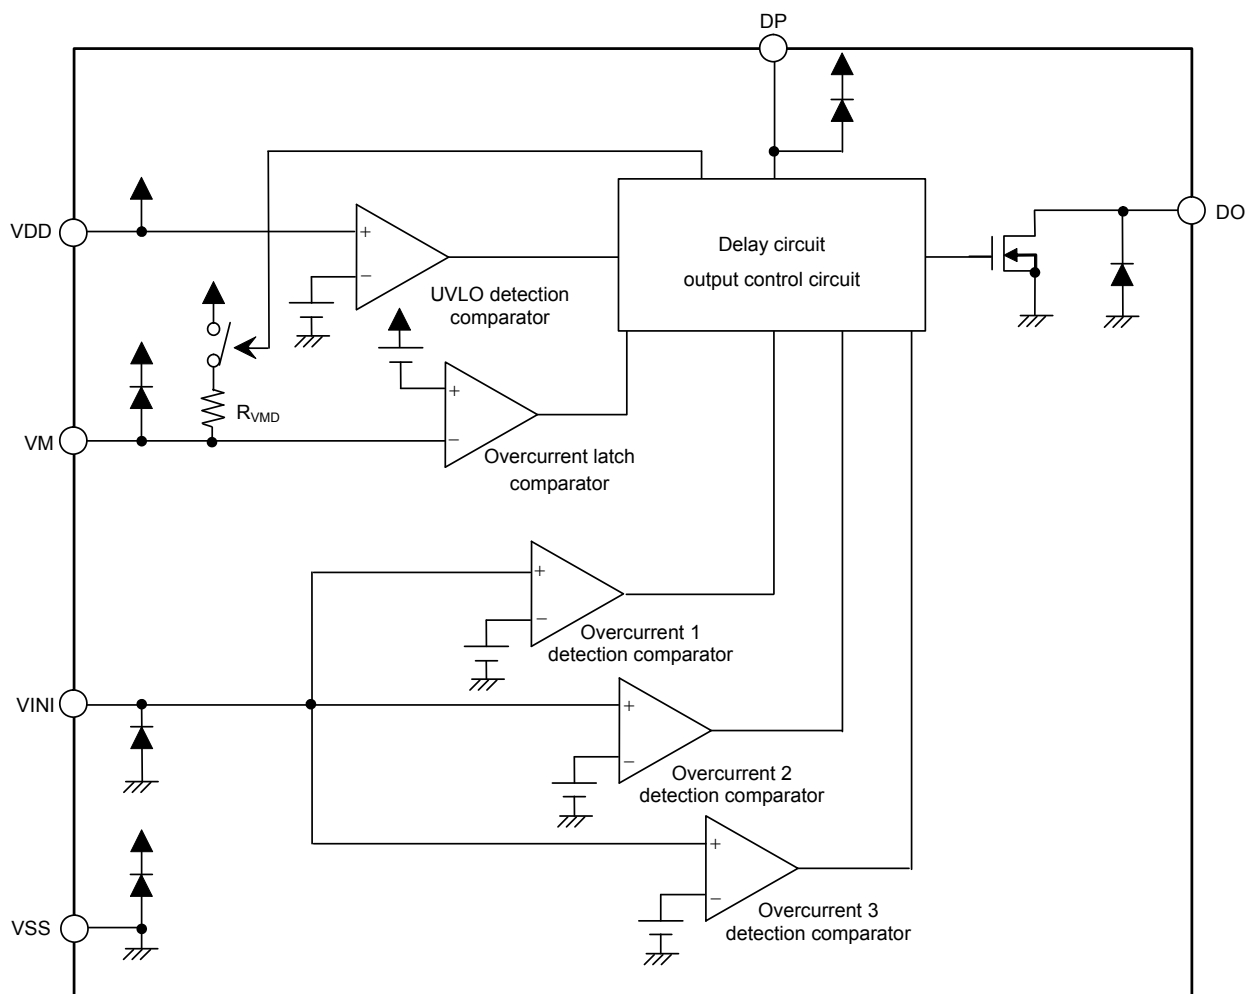 DP
VDD
+
−
UVLO detection
comparator
Delay circuit
output control circuit
DO
RVMD
VM
+
−
Overcurrent latch
comparator
+
−
Overcurrent 1
detection comparator
VINI
+
−
Overcurrent 2
detection comparator
+
−
Overcurrent 3
detection comparator
VSS